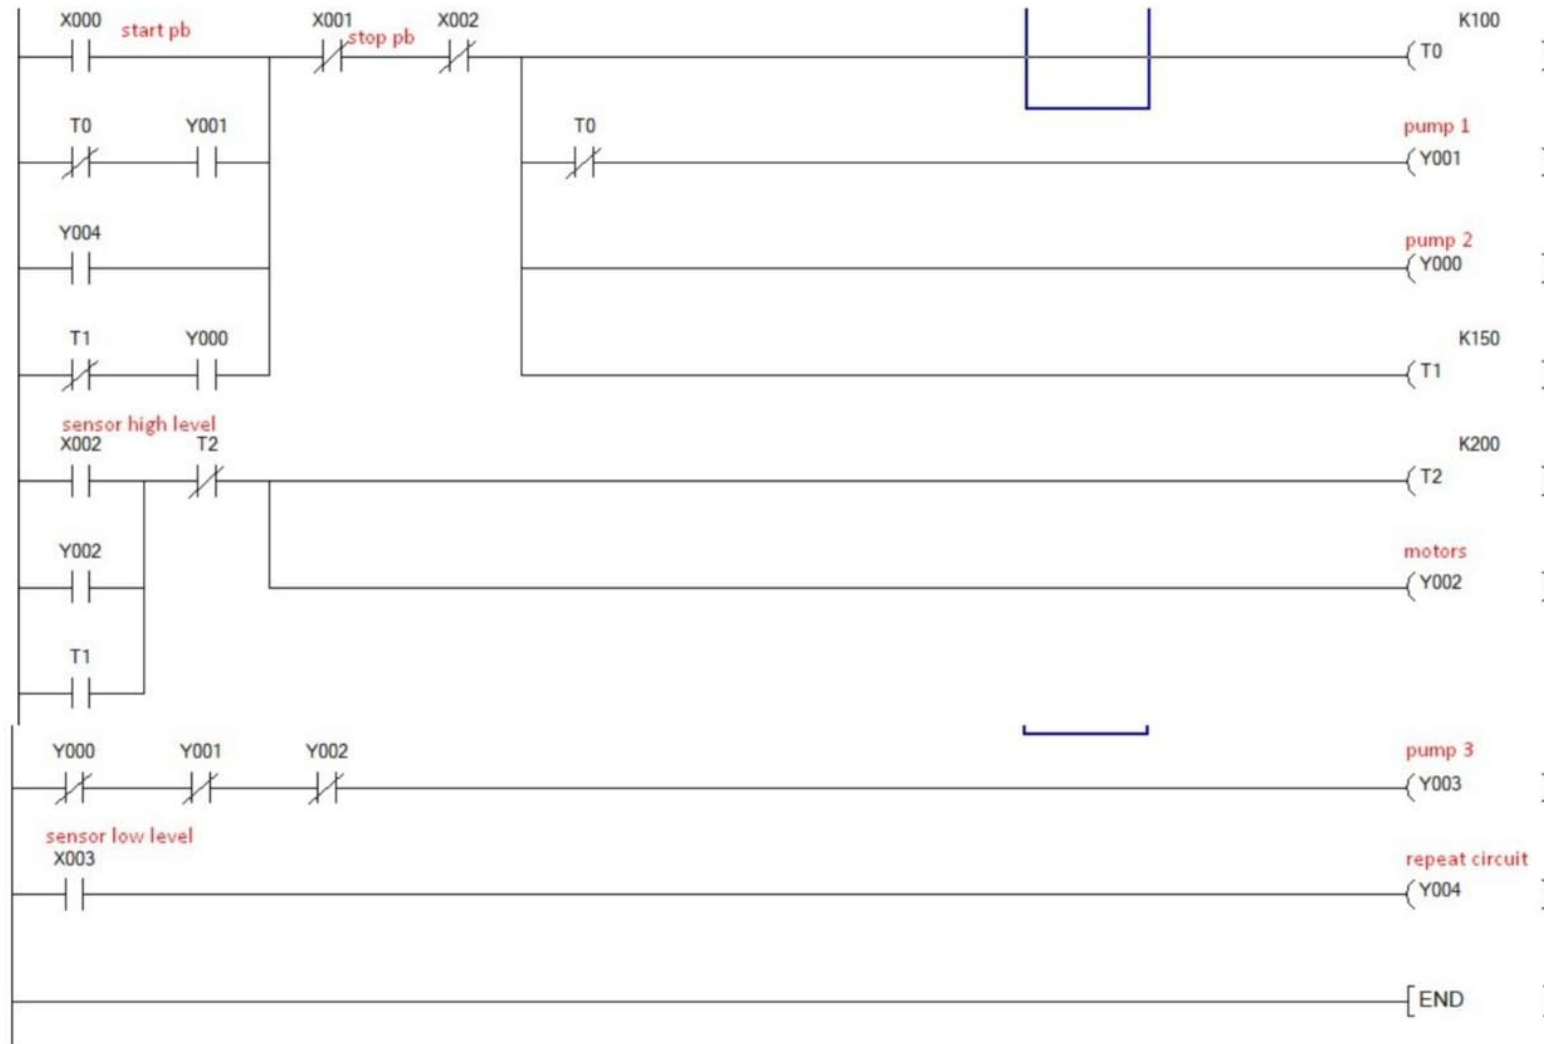 X000 start pb X001 stop pb X002 K100
T0
T0 Y001 T0 pump 1
Y001
Y004 pump 2
Y000
T1 Y000 K150
T1
sensor high level
X002 T2 K200
T2
Y002 motors
Y002
T1
Y000 Y001 Y002 pump 3
Y003
sensor low level
X003 repeat circuit
Y004
END